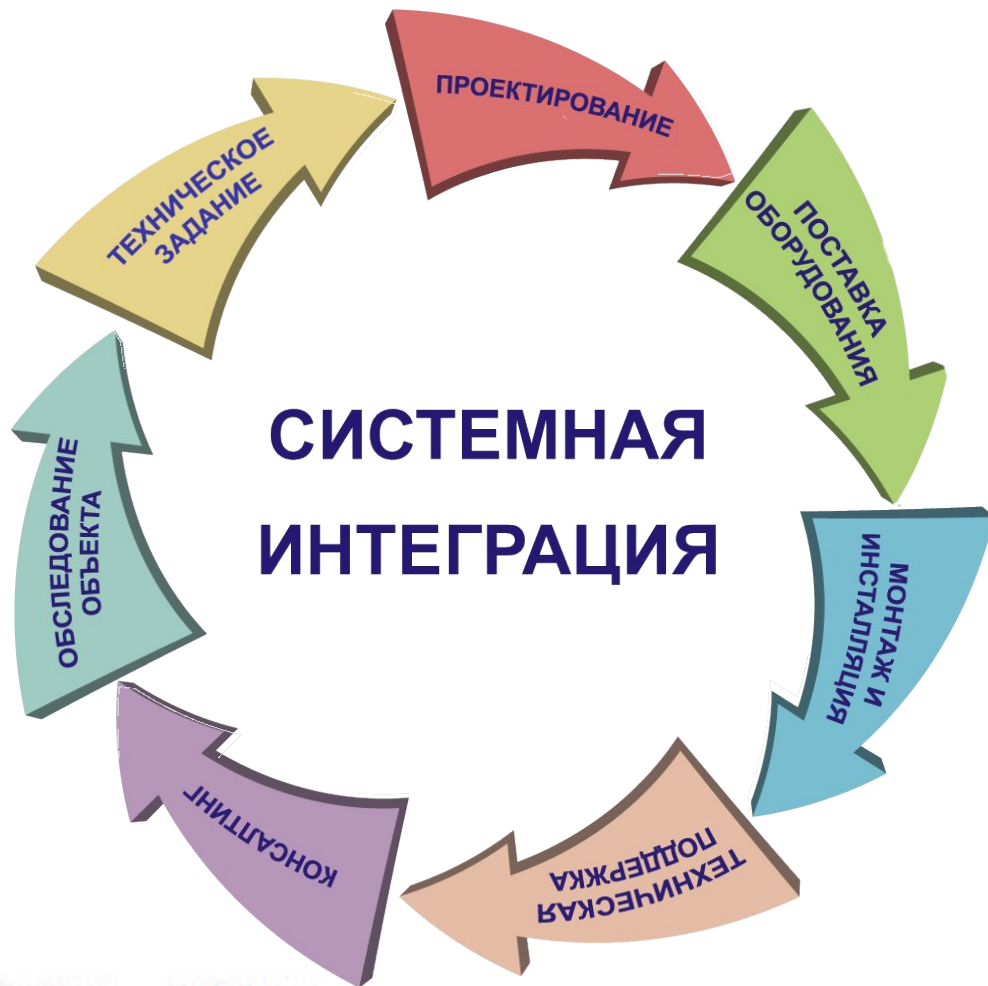 ПРОЕКТИРОВАНИЕ
ПОСТАВКА
ОБОРУДОВАНИЯ
МОНТАЖ И
ИНСТАЛЛЯЦИЯ
ТЕХНИЧЕСКАЯ
ПОДДЕРЖКА
КОНСАЛТИНГ
ОБСЛЕДОВАНИЕ
ОБЪЕКТА
ТЕХНИЧЕСКОЕ
ЗАДАНИЕ
СИСТЕМНАЯ
ИНТЕГРАЦИЯ